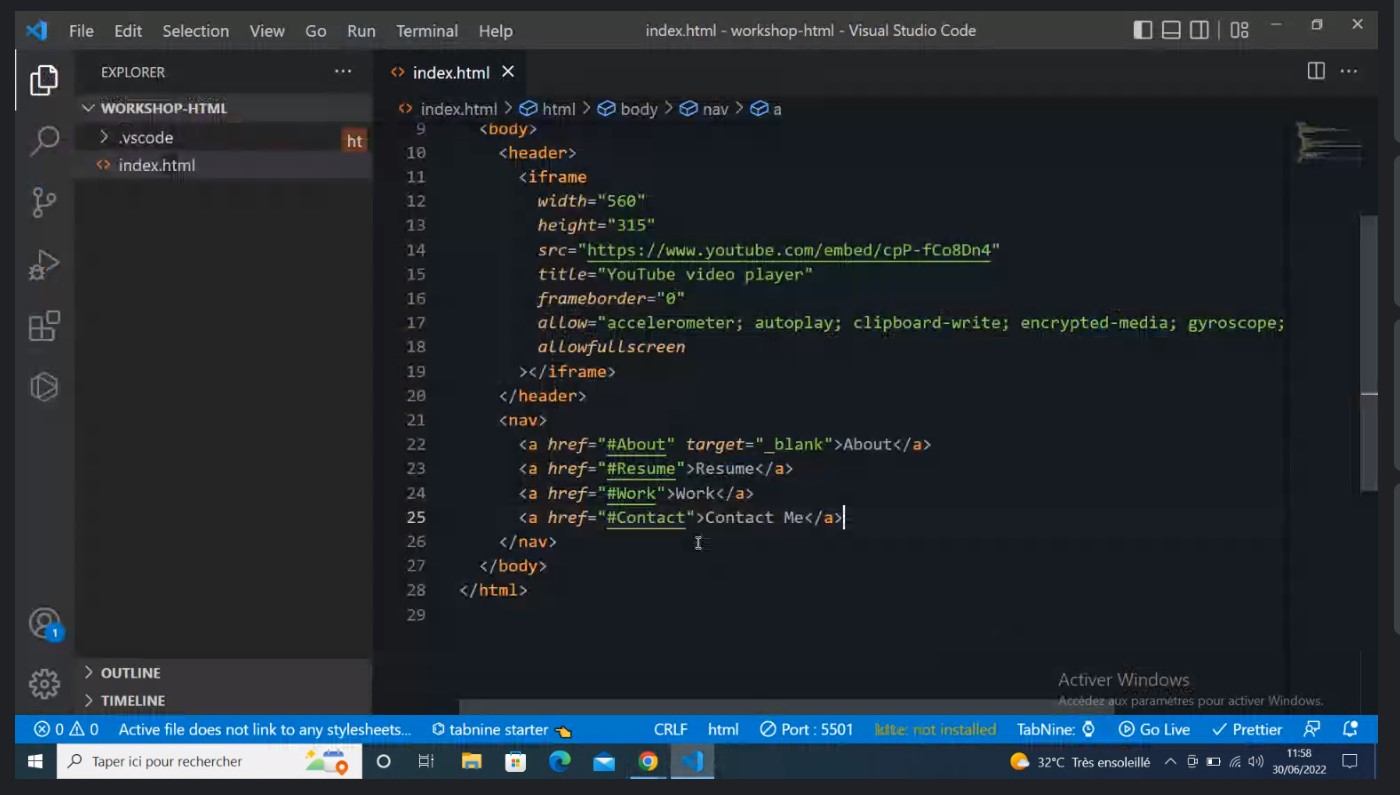 File Edit Selection View Go Run Terminal Help index.html - workshop-html - Visual Studio Code
EXPLORER
index.html
WORKSHOP-HTML
index.html > html > body > nav > a
.vscode
ht
index.html
9 <body>
10 <header>
11 <iframe
12 width="560"
13 height="315"
14 src="https://www.youtube.com/embed/cpP-fCo8Dn4"
15 title="YouTube video player"
16 frameborder="0"
17 allow="accelerometer; autoplay; clipboard-write; encrypted-media; gyroscope;
18 allowfullscreen
19 ></iframe>
20 </header>
21 <nav>
22 <a href="#About" target="_blank">About</a>
23 <a href="#Resume">Resume</a>
24 <a href="#Work">Work</a>
25 <a href="#Contact">Contact Me</a>
26 </nav>
27 </body>
28 </html>
29
1
OUTLINE
TIMELINE
Activer Windows
Accédez aux paramètres pour activer Windows.
0 0 Active file does not link to any stylesheets... tabnine starter CRLF html Port : 5501 not installed TabNine: Go Live Prettier
Taper ici pour rechercher 32°C Très ensoleillé 11:58
30/06/2022